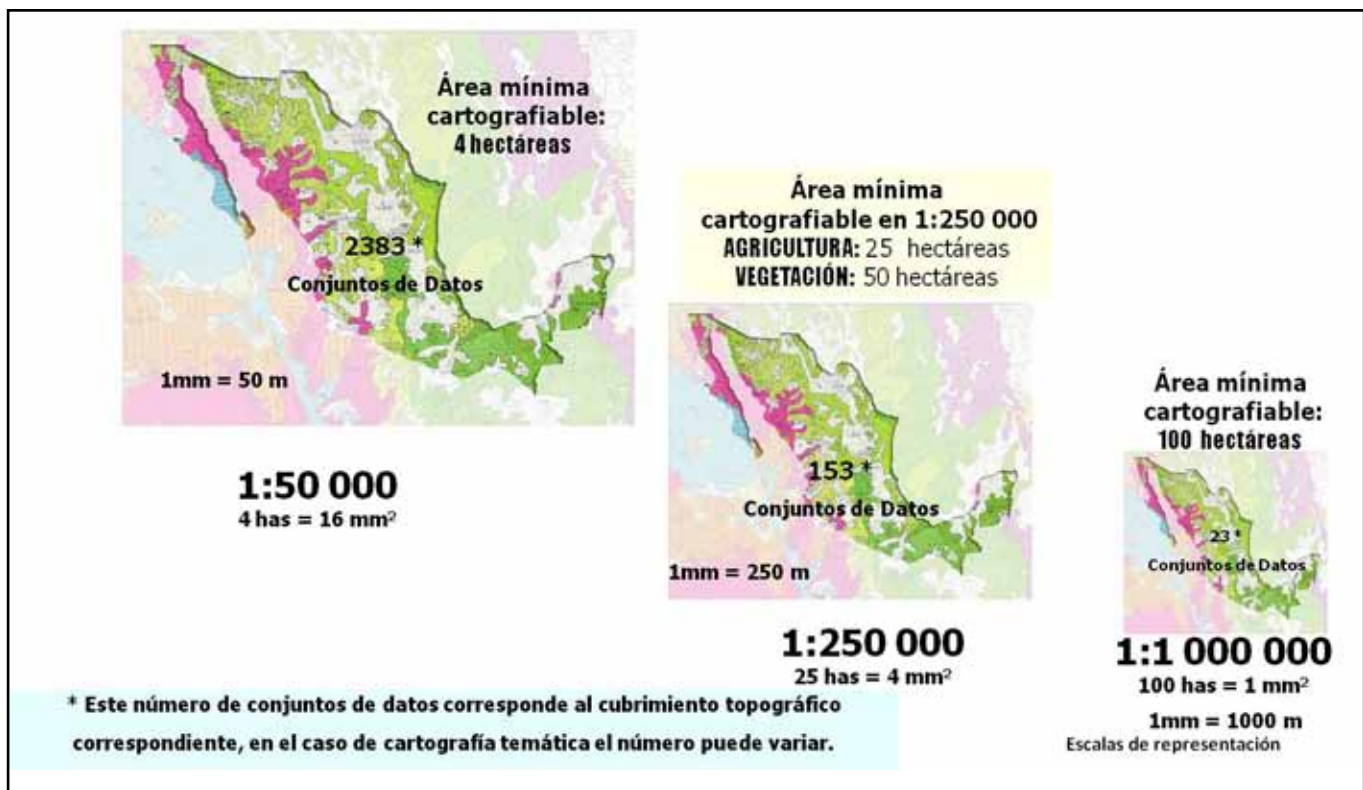 Área mínima
cartografiable:
4 hectáreas
2383 *
Conjuntos de Datos
1mm = 50 m
1:50 000
4 has = 16 mm²
Área mínima
cartografiable en 1:250 000
AGRICULTURA: 25 hectáreas
VEGETACIÓN: 50 hectáreas
153 *
Conjuntos de Datos
1mm = 250 m
1:250 000
25 has = 4 mm²
Área mínima
cartografiable:
100 hectáreas
23 *
Conjuntos de Datos
1:1 000 000
100 has = 1 mm²
1mm = 1000 m
Escalas de representación
* Este número de conjuntos de datos corresponde al cubrimiento topográfico
correspondiente, en el caso de cartografía temática el número puede variar.